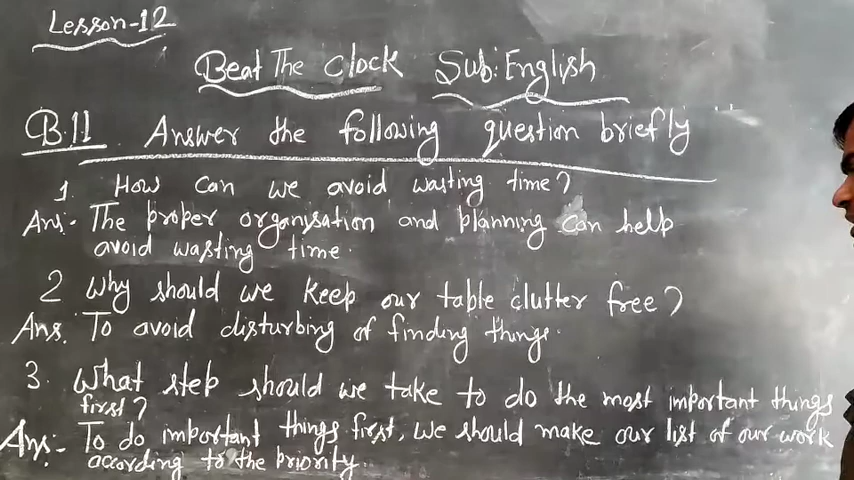 Lesson-12
Beat The Clock Sub: English
B.11 Answer the following question briefly
1. How can we avoid wasting time?
Ans:- The proper organisation and planning can help
avoid wasting time.
2 Why should we keep our table clutter free?
Ans: To avoid disturbing of finding things.
3. What step should we take to do the most important things
first?
Ans:- To do important things first, we should make our list of our work
according to the priority.